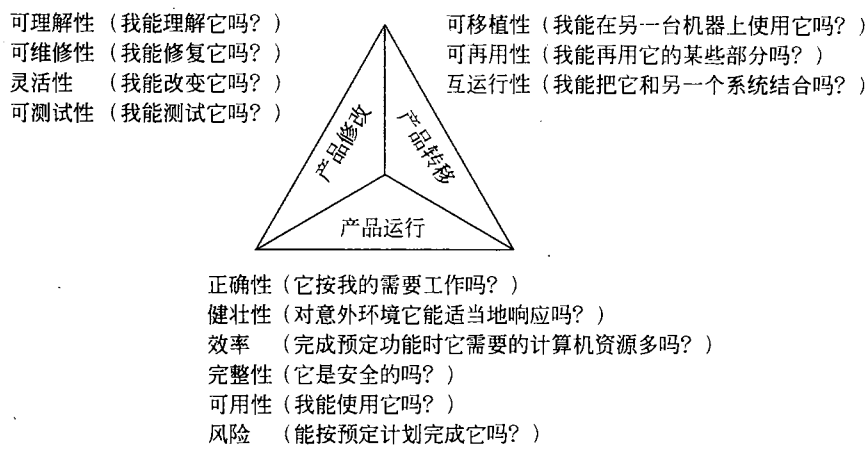 可理解性（我能理解它吗？）
可维修性（我能修复它吗？）
灵活性 （我能改变它吗？）
可测试性（我能测试它吗？）
可移植性（我能在另一台机器上使用它吗？）
可再用性（我能再用它的某些部分吗？）
互运行性（我能把它和另一个系统结合吗？）
产品修改
产品转移
产品运行
正确性（它按我的需要工作吗？）
健壮性（对意外环境它能适当地响应吗？）
效率 （完成预定功能时它需要的计算机资源多吗？）
完整性（它是安全的吗？）
可用性（我能使用它吗？）
风险 （能按预定计划完成它吗？）